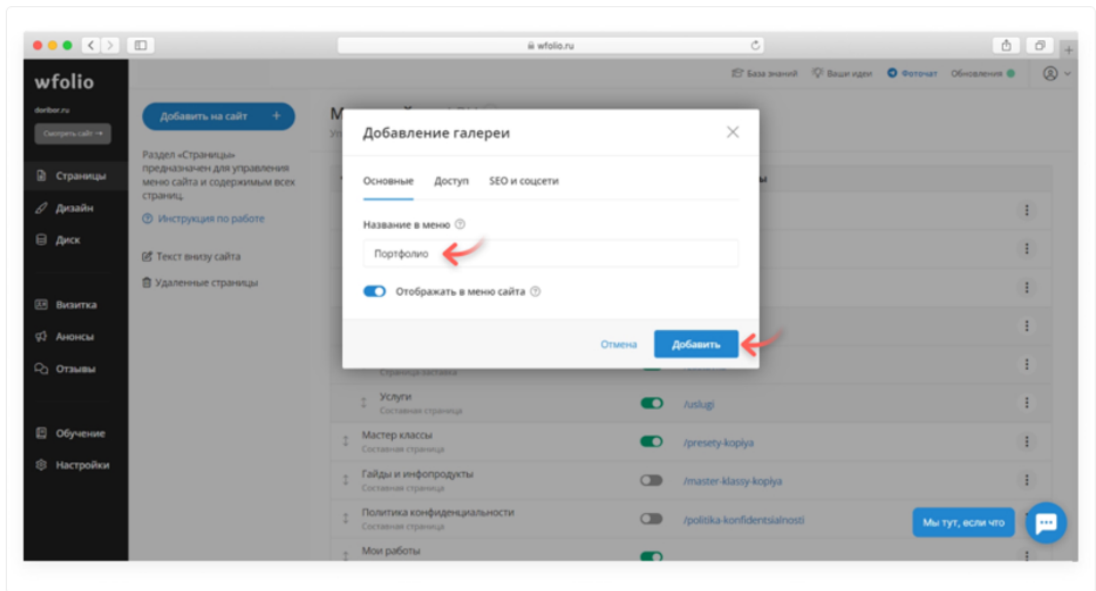 wfolio.ru
wfolio
База знаний
Ваши идеи
Фоточат
Обновления
doribor.ru
Смотреть сайт →
Добавить на сайт +
Раздел «Страницы»
предназначен для управления
меню сайта и содержимым всех
страниц.
Инструкция по работе
Текст внизу сайта
Удаленные страницы
Страницы
Дизайн
Диск
Визитка
Анонсы
Отзывы
Обучение
Настройки
Добавление галереи
Основные Доступ SEO и соцсети
Название в меню
Портфолио
Отображать в меню сайта
Отмена Добавить
Страница-заставка
Услуги
Составная страница
/uslugi
Мастер классы
Составная страница
/presety-kopiya
Гайды и инфопродукты
Составная страница
/master-klassy-kopiya
Политика конфиденциальности
Составная страница
/politika-konfidentsialnosti
Мои работы
Мы тут, если что